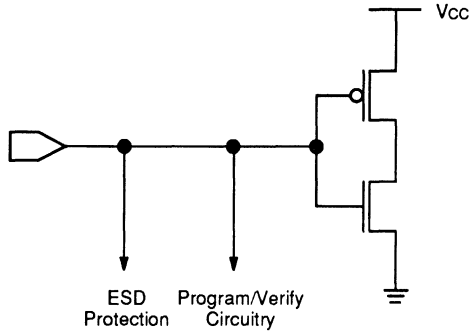 VCC
ESD
Protection
Program/Verify
Circuitry